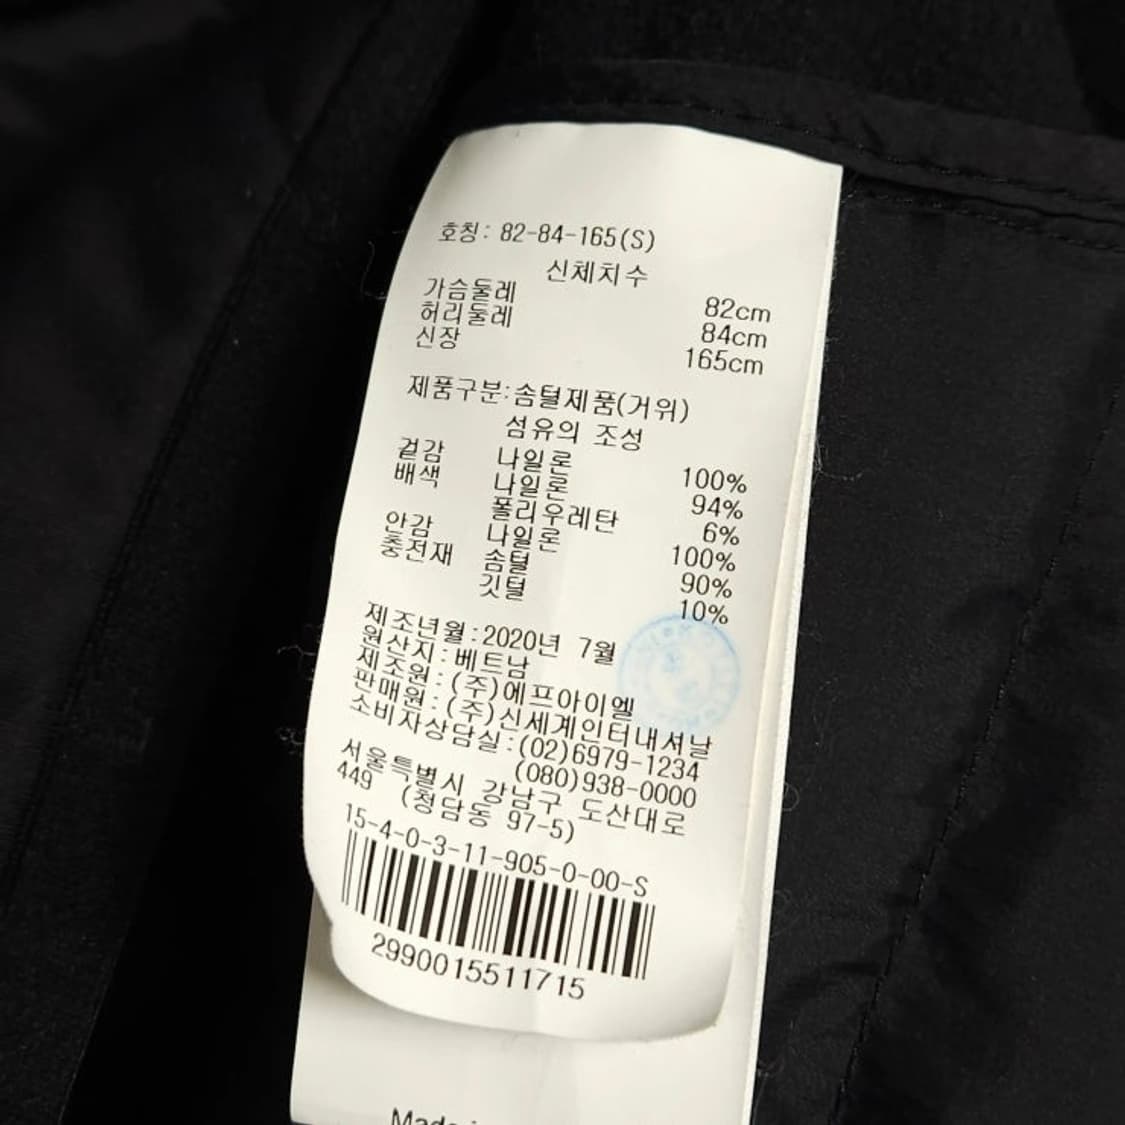 호칭: 82-84-165(S)
신체치수
가슴둘레 82cm
허리둘레 84cm
신장 165cm
제품구분:솜털제품(거위)
섬유의 조성
겉감 나일론 100%
배색 나일론 94%
폴리우레탄 6%
안감 나일론 100%
충전재 솜털 90%
깃털 10%
제조년월:2020년 7월
원산지:베트남
제조원:(주)에프아이엘
판매원:(주)신세계인터내셔날
소비자상담실:(02)6979-1234
(080)938-0000
서울특별시 강남구 도산대로
449 (청담동 97-5)
15-4-0-3-11-905-0-00-S
2990015511715
Made